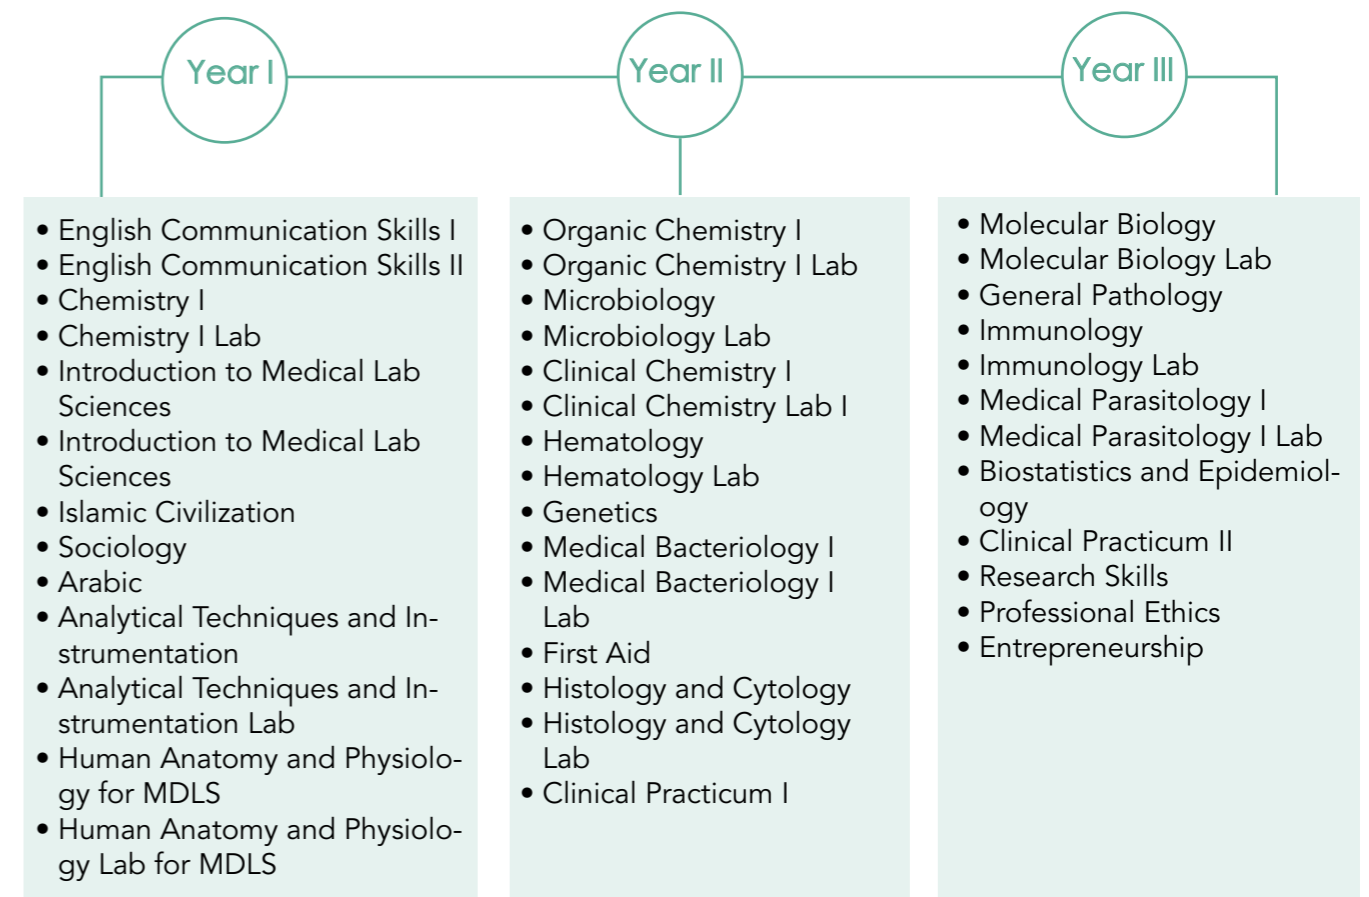 Year I
Year II
Year III
• English Communication Skills I
• English Communication Skills II
• Chemistry I
• Chemistry I Lab
• Introduction to Medical Lab
Sciences
• Introduction to Medical Lab
Sciences
• Islamic Civilization
• Sociology
• Arabic
• Analytical Techniques and In-
strumentation
• Analytical Techniques and In-
strumentation Lab
• Human Anatomy and Physiolo-
gy for MDLS
• Human Anatomy and Physiolo-
gy Lab for MDLS
• Organic Chemistry I
• Organic Chemistry I Lab
• Microbiology
• Microbiology Lab
• Clinical Chemistry I
• Clinical Chemistry Lab I
• Hematology
• Hematology Lab
• Genetics
• Medical Bacteriology I
• Medical Bacteriology I
Lab
• First Aid
• Histology and Cytology
• Histology and Cytology
Lab
• Clinical Practicum I
• Molecular Biology
• Molecular Biology Lab
• General Pathology
• Immunology
• Immunology Lab
• Medical Parasitology I
• Medical Parasitology I Lab
• Biostatistics and Epidemiol-
ogy
• Clinical Practicum II
• Research Skills
• Professional Ethics
• Entrepreneurship